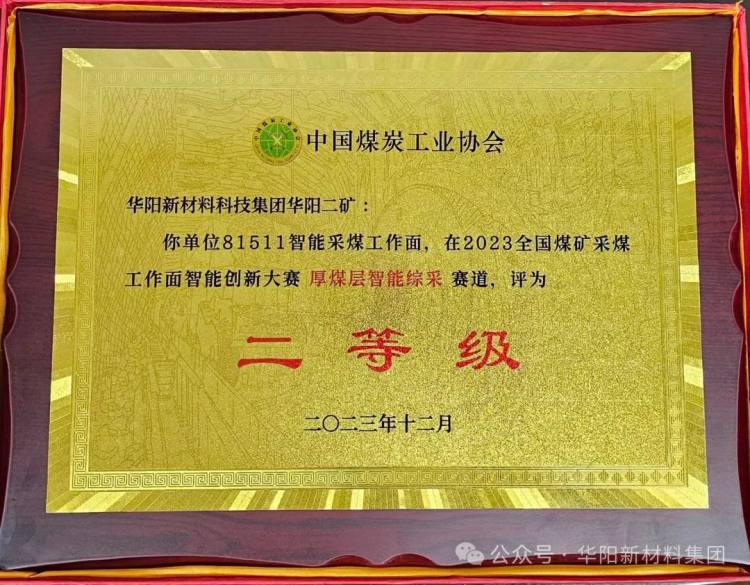 中国煤炭工业协会
华阳新材料科技集团华阳二矿：
你单位81511智能采煤工作面，在2023全国煤矿采煤
工作面智能创新大赛 厚煤层智能综采 赛道，评为
二等级
二〇二三年十二月
公众号·华阳新材料集团